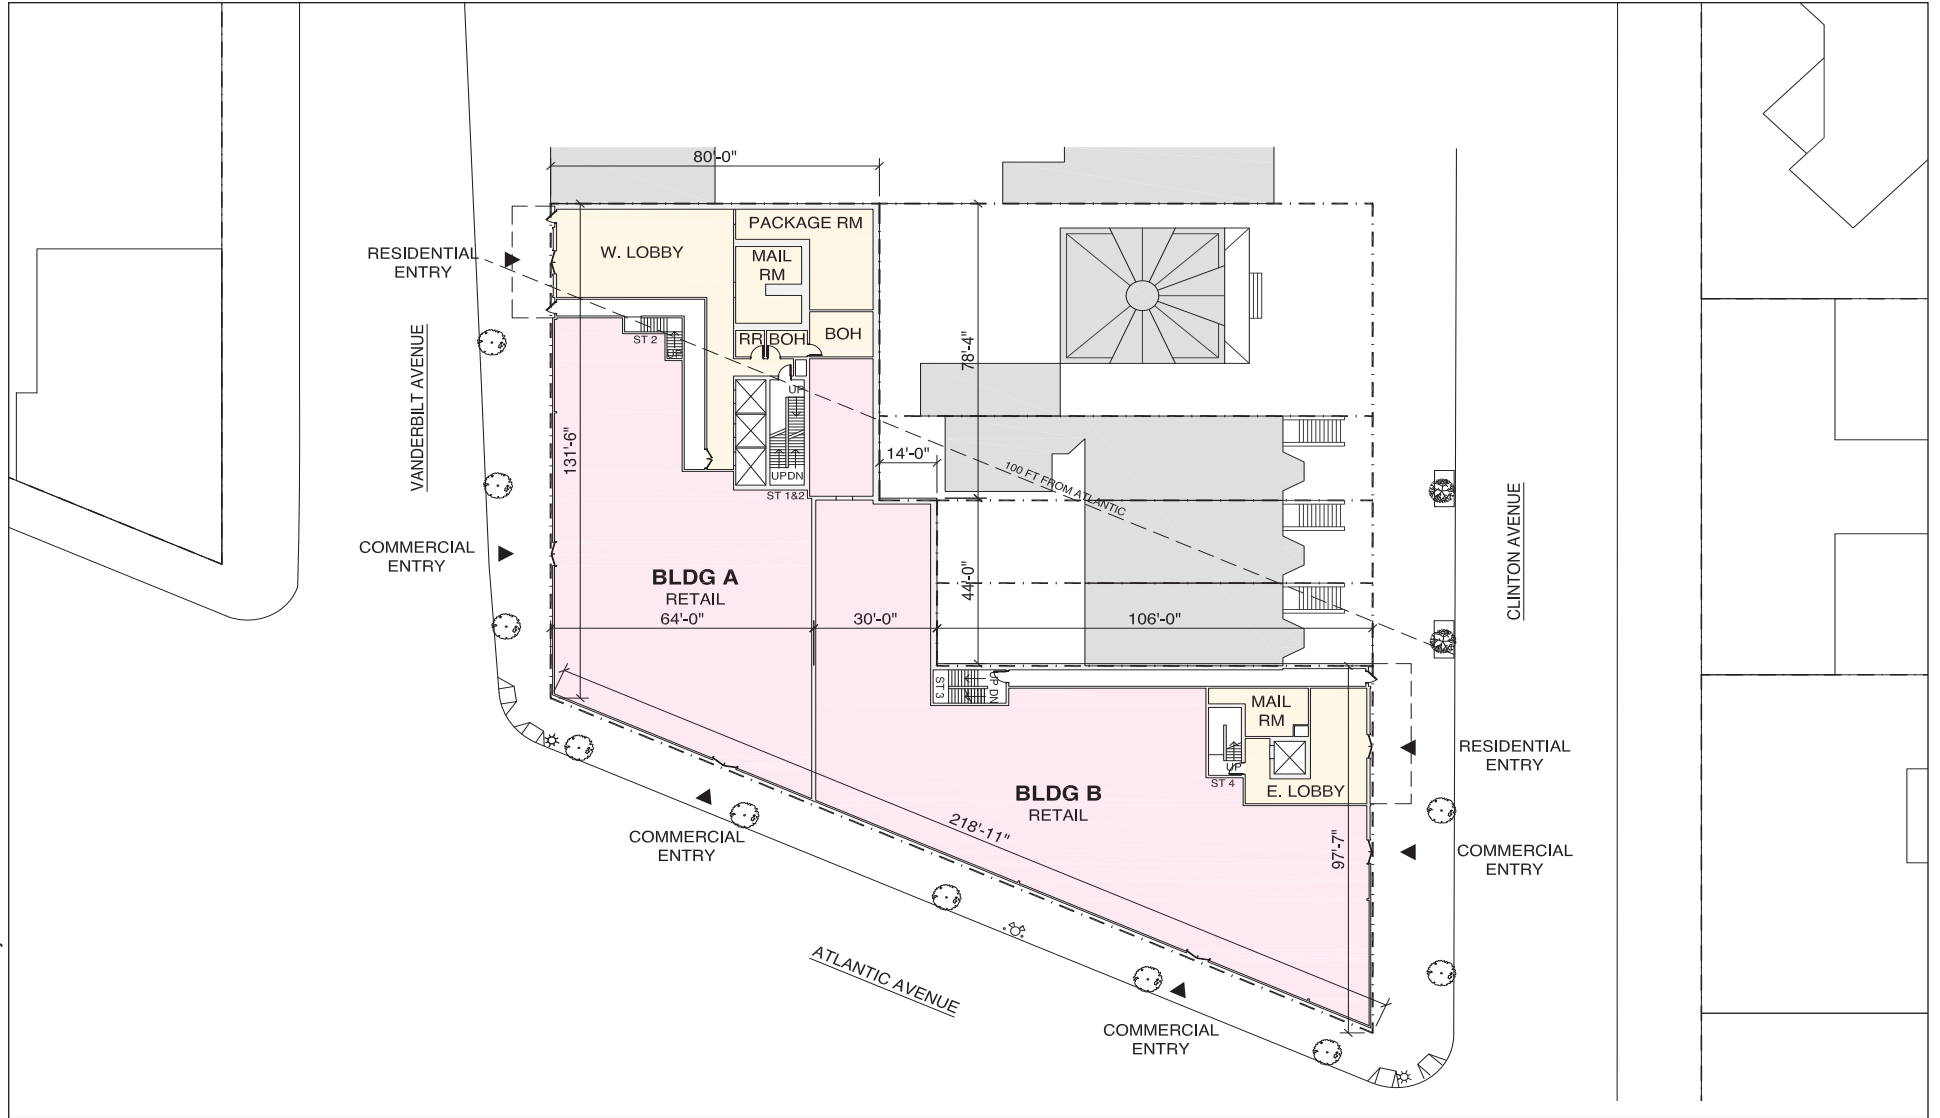 80'-0"
PACKAGE RM
W. LOBBY
MAIL
RM
RESIDENTIAL
ENTRY
ST 2
UP
RR
BOH
BOH
78'-4"
VANDERBILT AVENUE
UP
131'-6"
14'-0"
100 FT FROM ATLANTIC
UP
DN
ST 1&2
CLINTON AVENUE
COMMERCIAL
ENTRY
BLDG A
RETAIL
44'-0"
64'-0"
30'-0"
106'-0"
ST 3
UP
DN
MAIL
RM
RESIDENTIAL
ENTRY
UP
ST 4
E. LOBBY
BLDG B
RETAIL
218'-11"
97'-7"
COMMERCIAL
ENTRY
COMMERCIAL
ENTRY
ATLANTIC AVENUE
COMMERCIAL
ENTRY